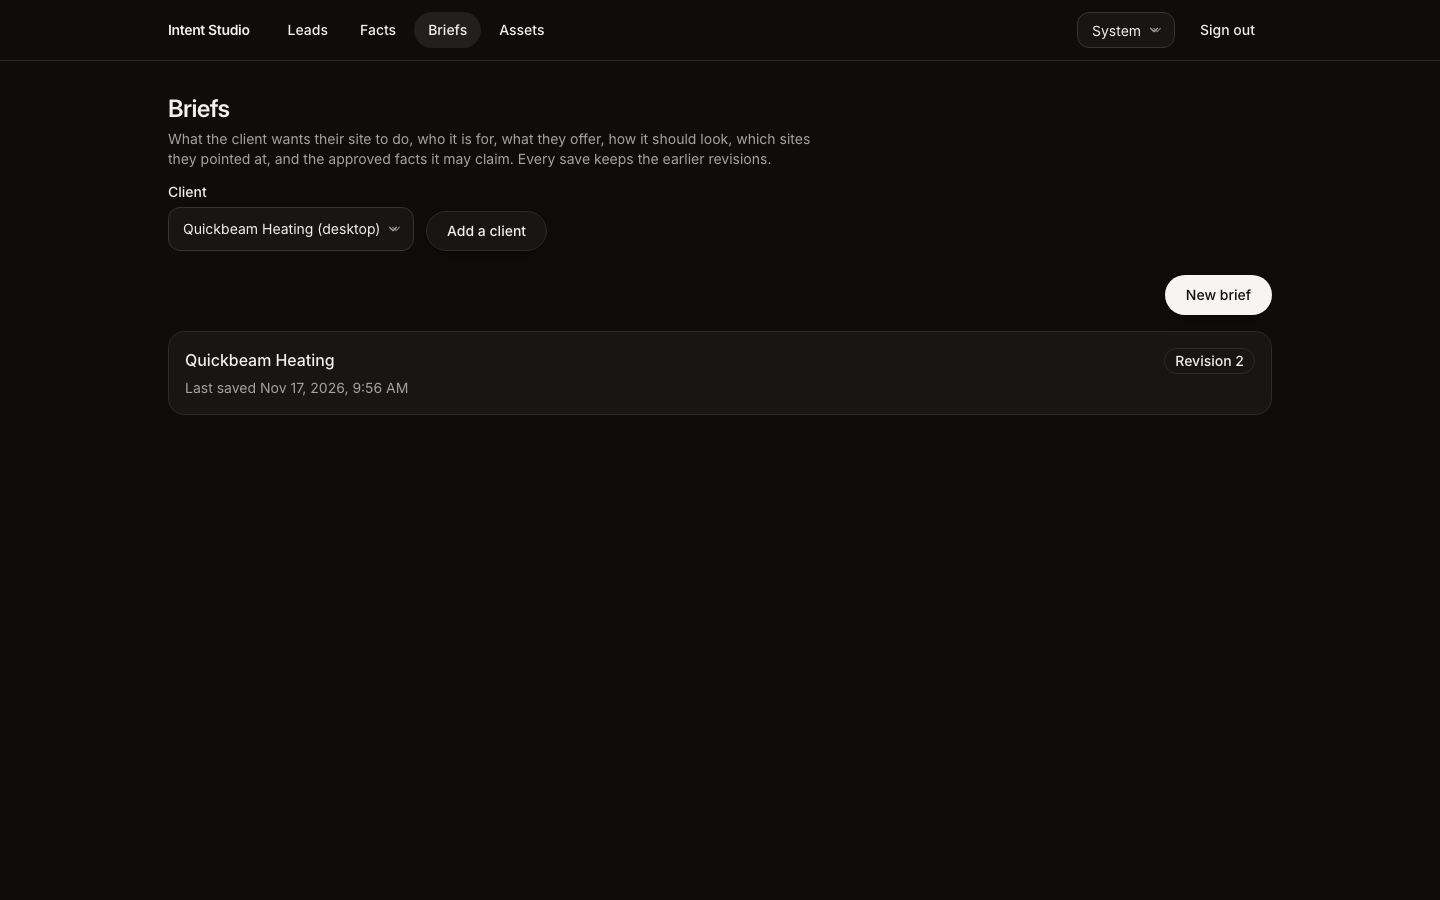 Intent Studio
Leads
Facts
Briefs
Assets
System
Sign out
Briefs
What the client wants their site to do, who it is for, what they offer, how it should look, which sites
they pointed at, and the approved facts it may claim. Every save keeps the earlier revisions.
Client
Quickbeam Heating (desktop)
Add a client
New brief
Quickbeam Heating
Revision 2
Last saved Nov 17, 2026, 9:56 AM